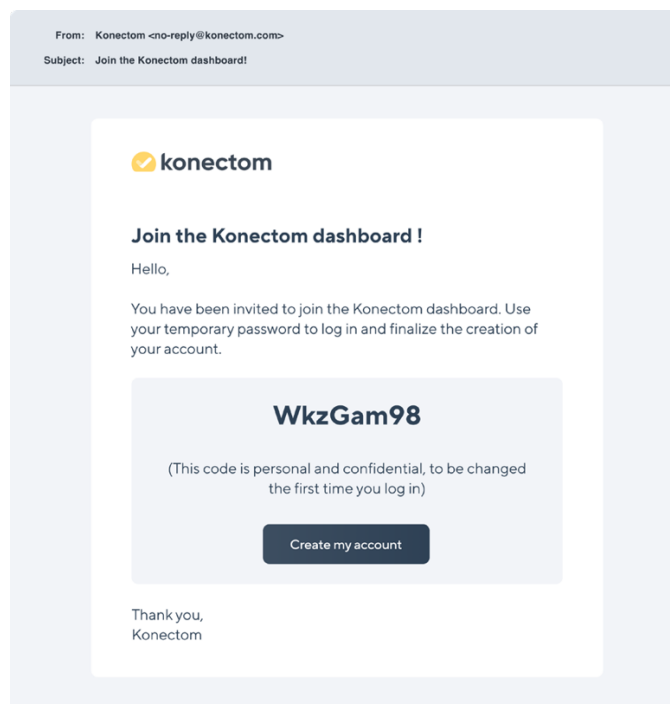 From: Konectom <no-reply@konectom.com>
Subject: Join the Konectom dashboard!
konectom
Join the Konectom dashboard !
Hello,
You have been invited to join the Konectom dashboard. Use
your temporary password to log in and finalize the creation of
your account.
WkzGam98
(This code is personal and confidential, to be changed
the first time you log in)
Create my account
Thank you,
Konectom